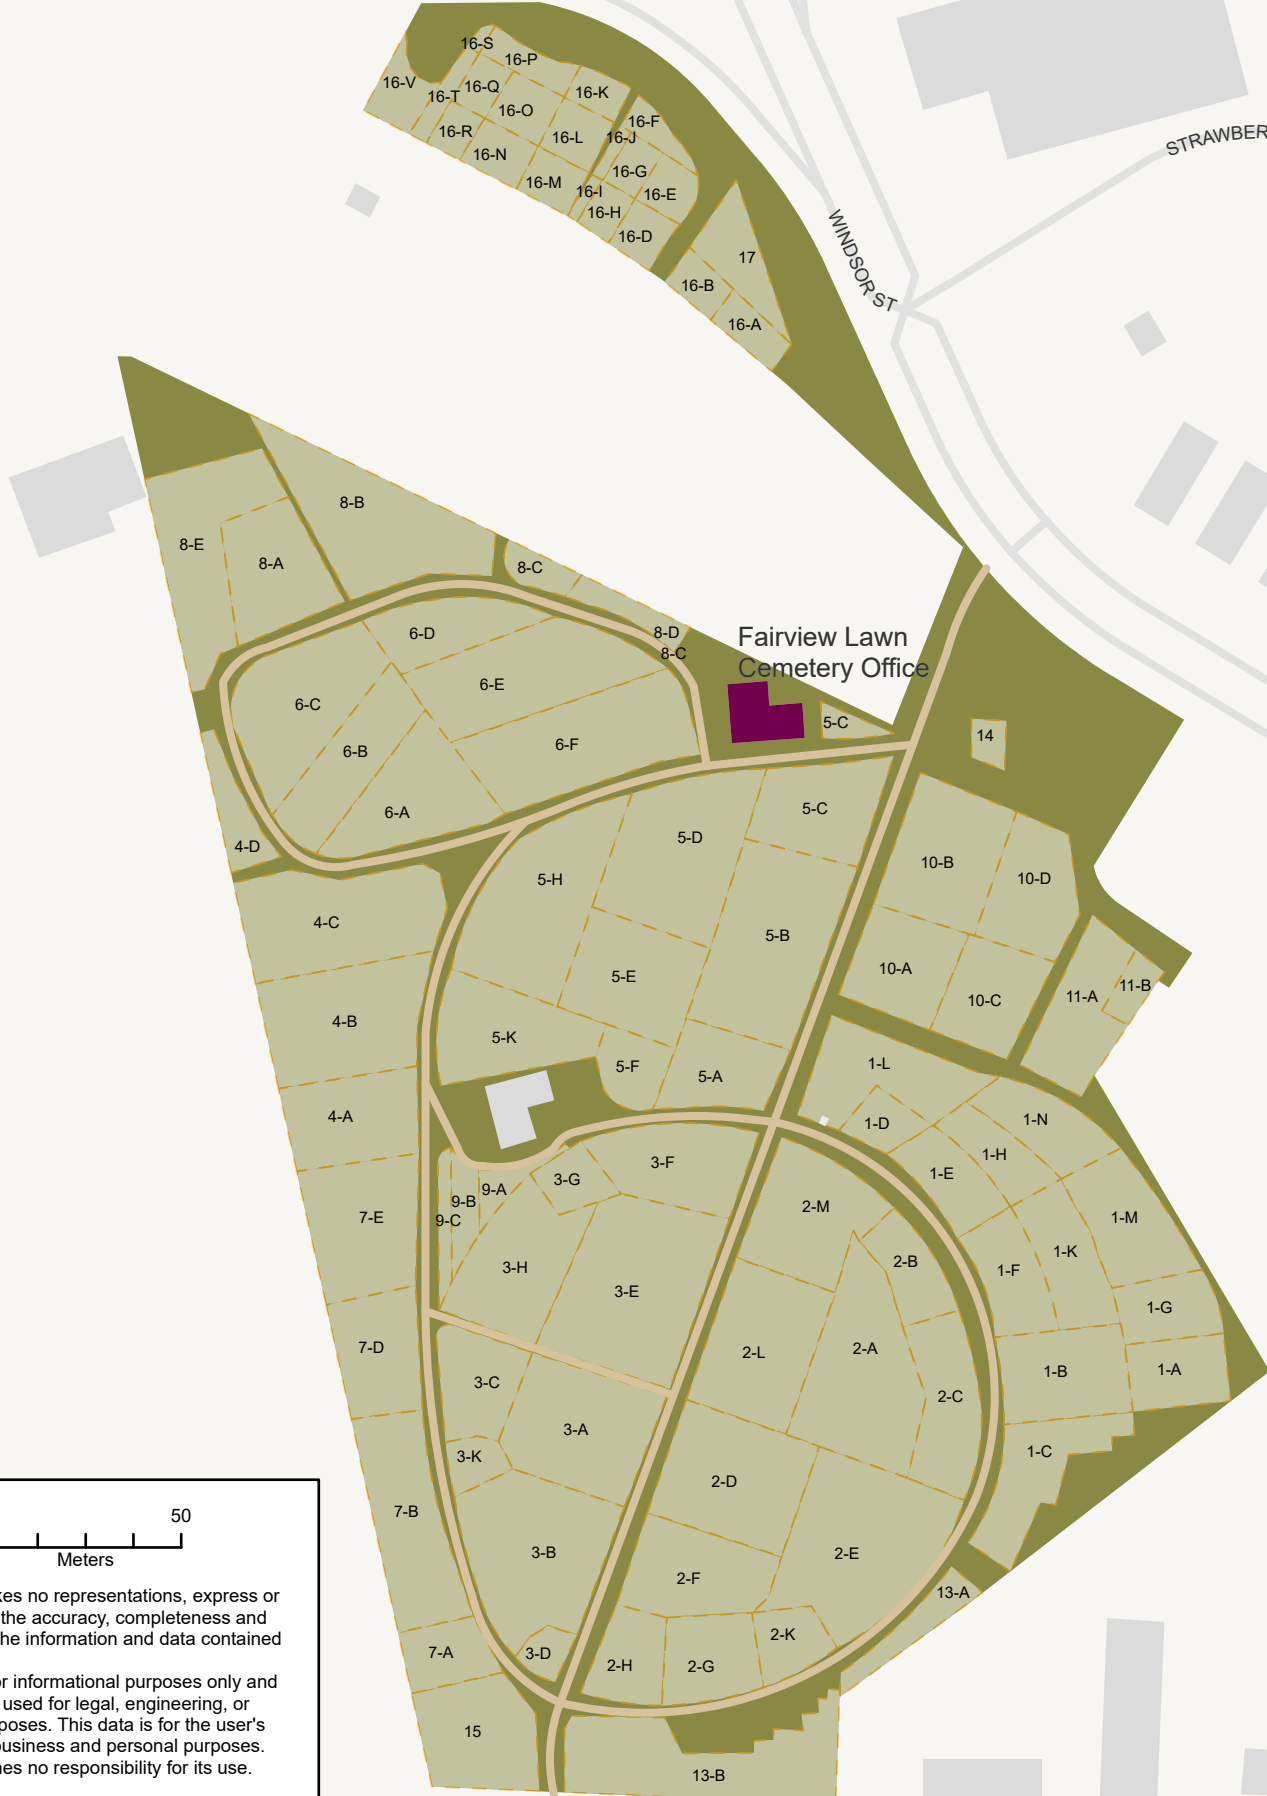 16-S
16-P
16-V
16-Q
16-T
16-K
16-O
16-F
16-R
16-L
16-J
16-N
16-G
16-M
16-I
16-E
16-H
16-D
17
16-B
16-A
STRAWBER
WINDSOR ST
8-B
8-E
8-A
8-C
8-D
8-C
Fairview Lawn
Cemetery Office
6-D
6-E
6-C
6-B
6-F
6-A
5-C
14
4-D
5-C
5-D
5-H
10-B
10-D
4-C
5-B
5-E
10-A
10-C
11-A
11-B
4-B
5-K
5-F
5-A
1-L
4-A
1-D
1-N
1-H
1-E
3-F
3-G
9-A
9-B
9-C
7-E
2-M
1-M
1-K
2-B
1-F
3-H
3-E
1-G
7-D
2-L
2-A
1-B
1-A
3-C
2-C
3-A
1-C
3-K
2-D
7-B
3-B
2-E
2-F
13-A
2-K
7-A
3-D
2-H
2-G
15
13-B
50
Meters
kes no representations, express or
the accuracy, completeness and
he information and data contained
or informational purposes only and
used for legal, engineering, or
poses. This data is for the user's
business and personal purposes.
nes no responsibility for its use.